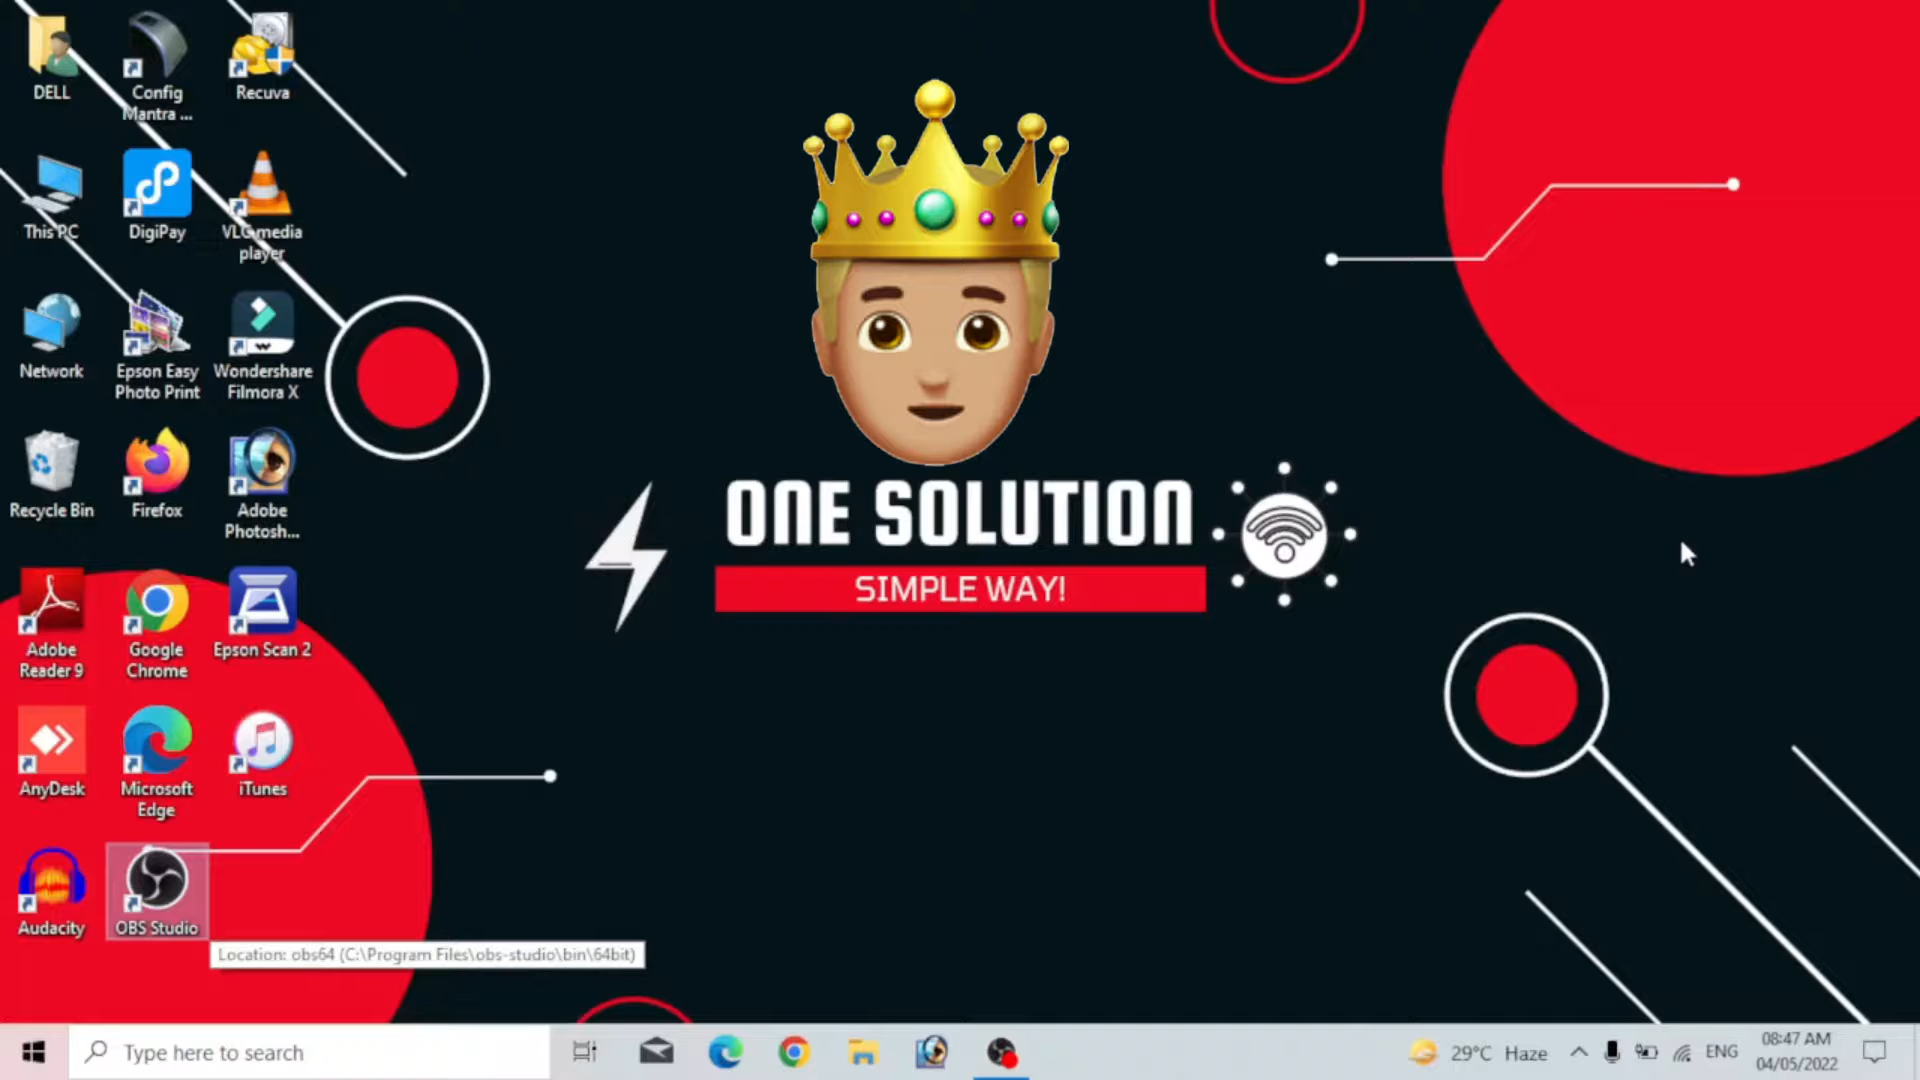 DELL
Config
Mantra ...
Recuva
This PC
DigiPay
VLC media
player
Network
Epson Easy
Photo Print
Wondershare
Filmora X
Recycle Bin
Firefox
Adobe
Photosh...
Adobe
Reader 9
Google
Chrome
Epson Scan 2
AnyDesk
Microsoft
Edge
iTunes
Audacity
OBS Studio
Location: obs64 (C:\Program Files\obs-studio\bin\64bit)
ONE SOLUTION
SIMPLE WAY!
Type here to search
29°C Haze
ENG
08:47 AM
04/05/2022